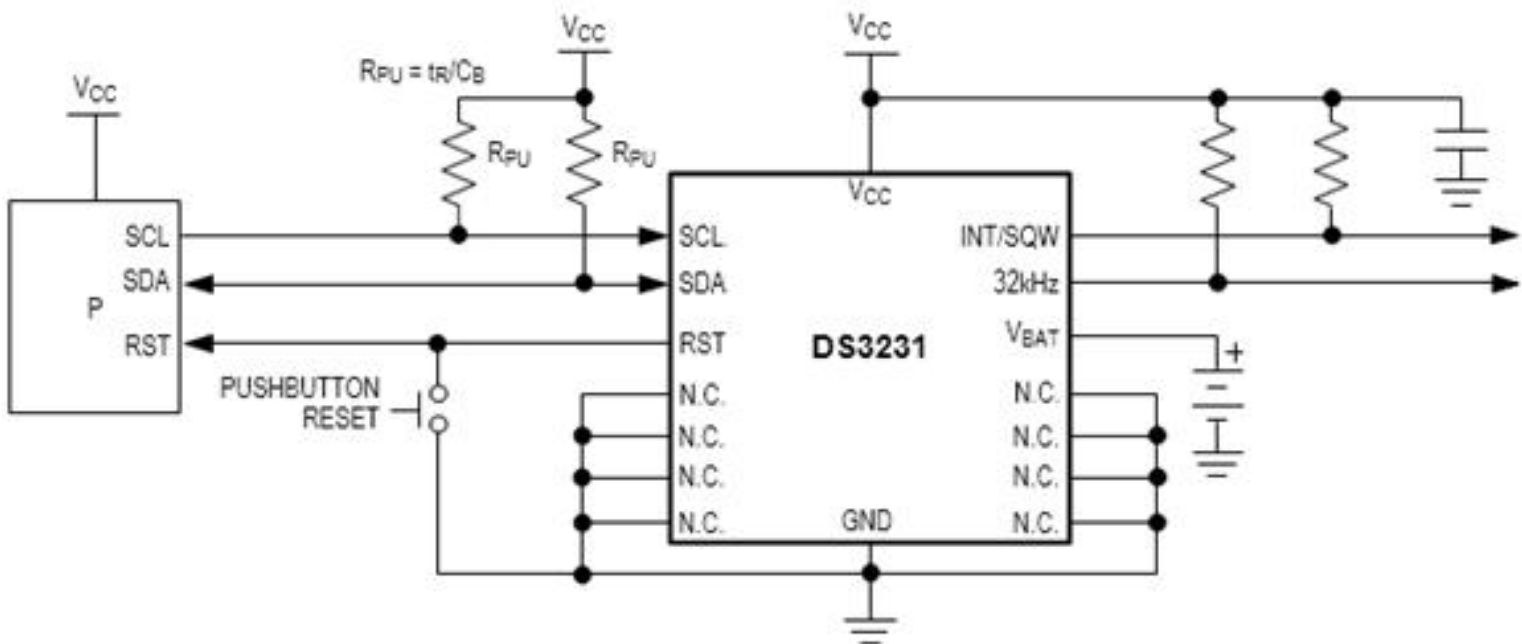 VCC
RPU = tR/CB
VCC
VCC
RPU
RPU
SCL
SDA
P
RST
PUSHBUTTON
RESET
VCC
SCL
SDA
RST
N.C.
N.C.
N.C.
N.C.
DS3231
GND
INT/SQW
32kHz
VBAT
N.C.
N.C.
N.C.
N.C.
+